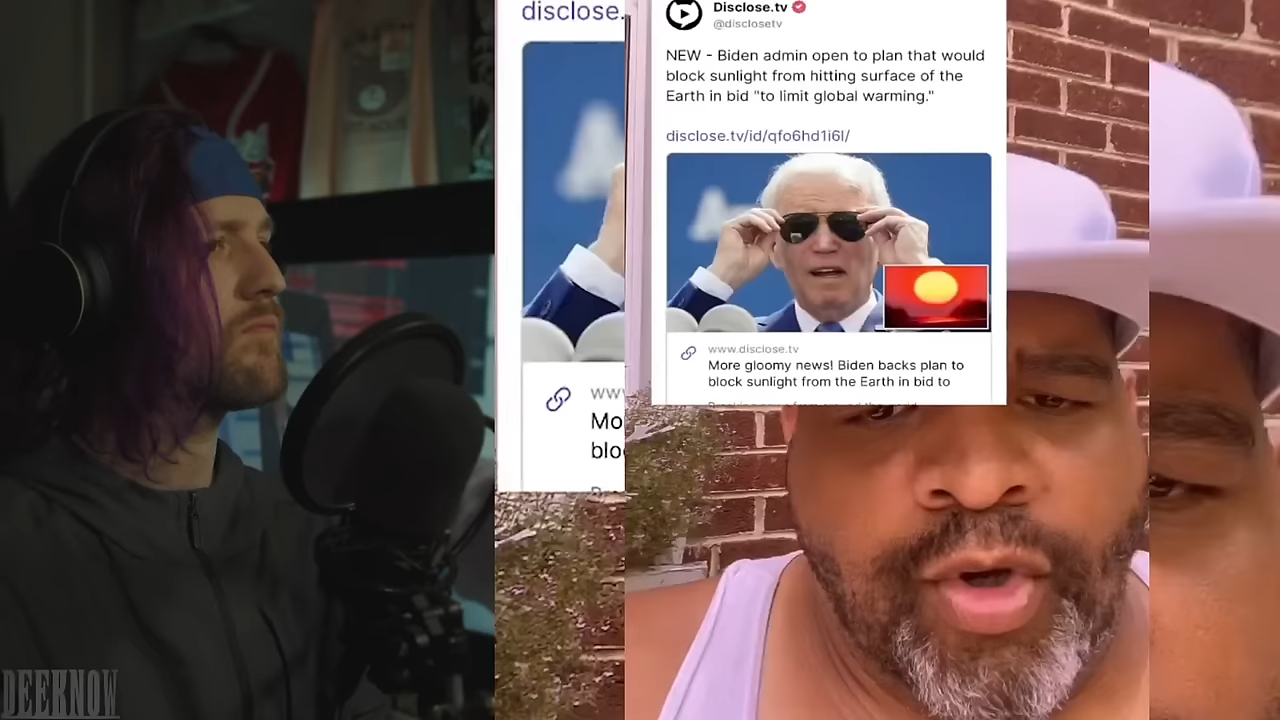 disclose.
www
Mo
bloc
Disclose.tv
@disclosetv
NEW - Biden admin open to plan that would
block sunlight from hitting surface of the
Earth in bid "to limit global warming."
disclose.tv/id/qfo6hd1i6l/
www.disclose.tv
More gloomy news! Biden backs plan to
block sunlight from the Earth in bid to
DEEKNOW